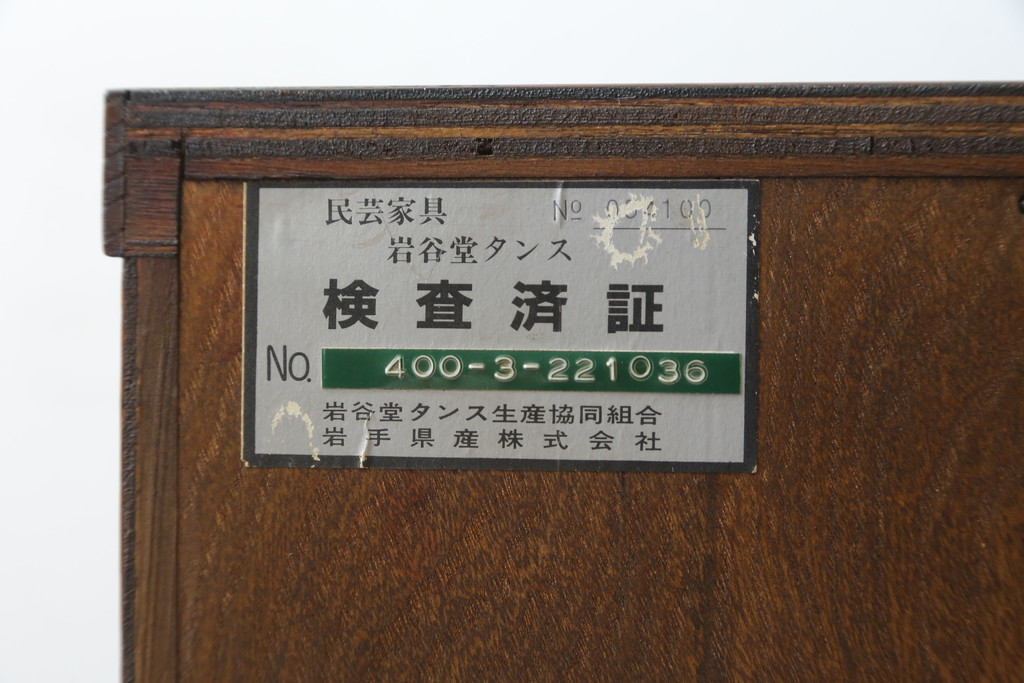 民芸家具 № 034100
岩谷堂タンス
検査済証
No. 400-3-221036
岩谷堂タンス生産協同組合
岩手県産株式会社